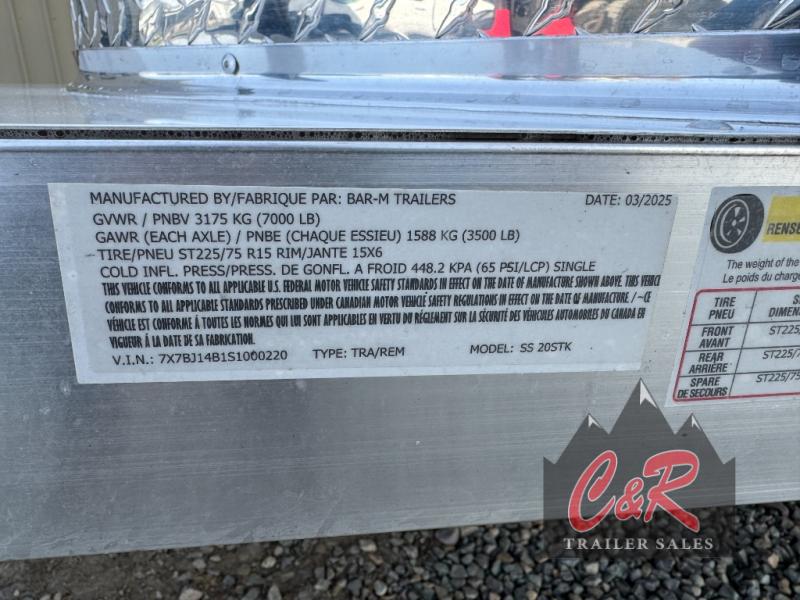 MANUFACTURED BY/FABRIQUE PAR: BAR-M TRAILERS DATE: 03/2025
GVWR / PNBV 3175 KG (7000 LB)
GAWR (EACH AXLE) / PNBE (CHAQUE ESSIEU) 1588 KG (3500 LB)
TIRE/PNEU ST225/75 R15 RIM/JANTE 15X6
COLD INFL. PRESS/PRESS. DE GONFL. A FROID 448.2 KPA (65 PSI/LCP) SINGLE
THIS VEHICLE CONFORMS TO ALL APPLICABLE U.S. FEDERAL MOTOR VEHICLE SAFETY STANDARDS IN EFFECT ON THE DATE OF MANUFACTURE SHOWN ABOVE. THIS VEHICLE
CONFORMS TO ALL APPLICABLE STANDARDS PRESCRIBED UNDER CANADIAN MOTOR VEHICLE SAFETY REGULATIONS IN EFFECT ON THE DATE OF MANUFACTURE. / -CE
VÉHICLE EST CONFORME À TOUTES LES NORMES QUI LUI SONT APPLICABLES EN VERTU DU RÉGLEMENT SUR LA SÉCURITÉ DES VÉHICULES AUTOMOBILES DU CANADA EN
VIGUEUR À LA DATE DE SA FABRICATION.
V.I.N.: 7X7BJ14B1S1000220 TYPE: TRA/REM MODEL: SS 20STK
RENSE
The weight of the
Le poids du charg
TIRE
PNEU
DIMEN
FRONT
AVANT
ST225
REAR
ARRIÈRE
ST225/7
SPARE
DE SECOURS
ST225/75
C&R
TRAILER SALES